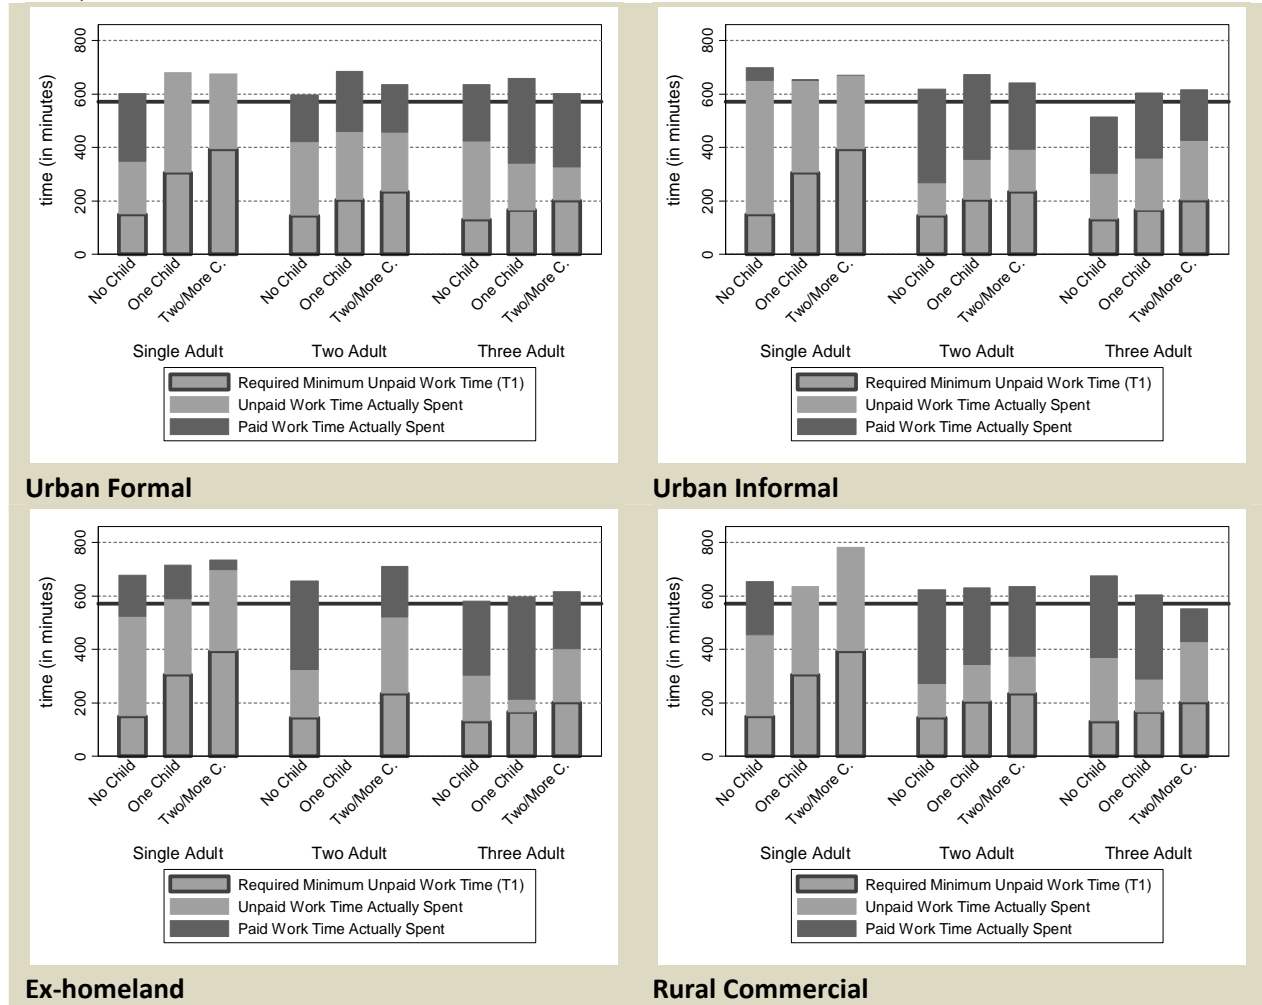 800
600
400
200
0
time (in minutes)
No Child
One Child
Two/More C.
No Child
One Child
Two/More C.
No Child
One Child
Two/More C.
Single Adult
Two Adult
Three Adult
Required Minimum Unpaid Work Time (T1)
Unpaid Work Time Actually Spent
Paid Work Time Actually Spent
Urban Formal
800
600
400
200
0
time (in minutes)
No Child
One Child
Two/More C.
No Child
One Child
Two/More C.
No Child
One Child
Two/More C.
Single Adult
Two Adult
Three Adult
Required Minimum Unpaid Work Time (T1)
Unpaid Work Time Actually Spent
Paid Work Time Actually Spent
Urban Informal
800
600
400
200
0
time (in minutes)
No Child
One Child
Two/More C.
No Child
One Child
Two/More C.
No Child
One Child
Two/More C.
Single Adult
Two Adult
Three Adult
Required Minimum Unpaid Work Time (T1)
Unpaid Work Time Actually Spent
Paid Work Time Actually Spent
Ex-homeland
800
600
400
200
0
time (in minutes)
No Child
One Child
Two/More C.
No Child
One Child
Two/More C.
No Child
One Child
Two/More C.
Single Adult
Two Adult
Three Adult
Required Minimum Unpaid Work Time (T1)
Unpaid Work Time Actually Spent
Paid Work Time Actually Spent
Rural Commercial